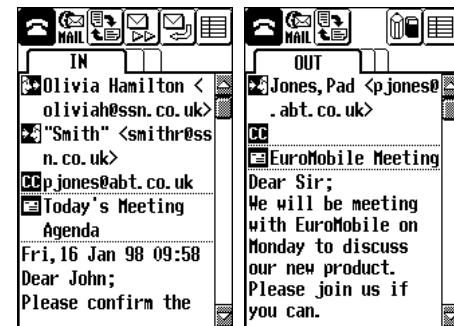 MAIL
IN
Olivia Hamilton <
oliviah@ssn.co.uk>
"Smith" <smithr@ss
n.co.uk>
CC pjones@abt.co.uk
Today's Meeting
Agenda
Fri,16 Jan 98 09:58
Dear John;
Please confirm the
MAIL
OUT
Jones,Pad <pjones@
.abt.co.uk>
CC
EuroMobile Meeting
Dear Sir;
We will be meeting
with EuroMobile on
Monday to discuss
our new product.
Please join us if
you can.